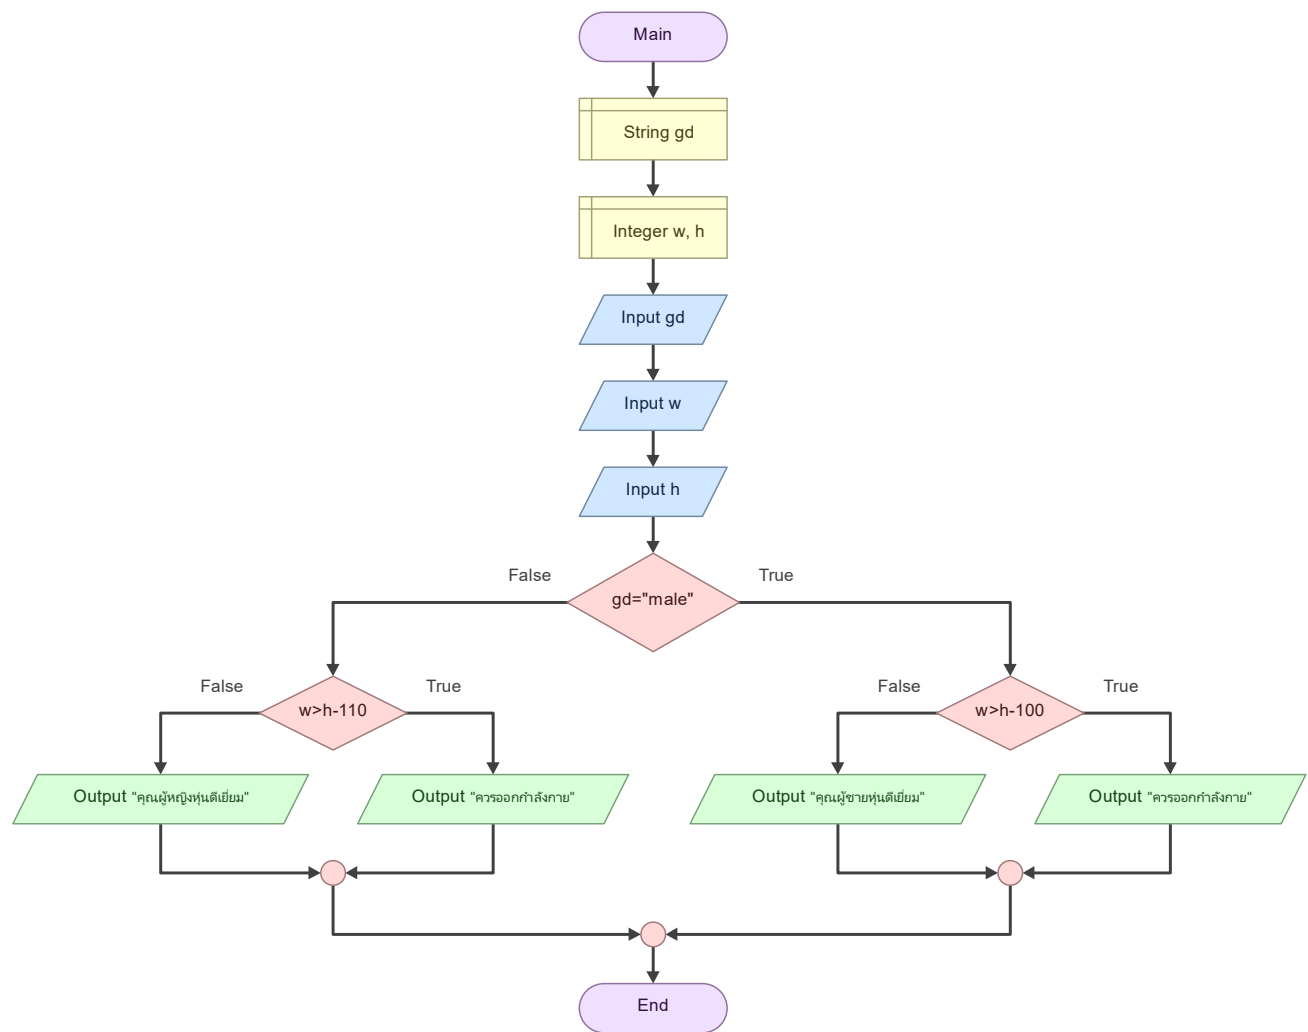 Main
String gd
Integer w, h
Input gd
Input w
Input h
False
True
gd="male"
False
True
False
True
w>h-110
w>h-100
Output "คุณผู้หญิงหุ่นดีเยี่ยม"
Output "ควรออกกำลังกาย"
Output "คุณผู้ชายหุ่นดีเยี่ยม"
Output "ควรออกกำลังกาย"
End